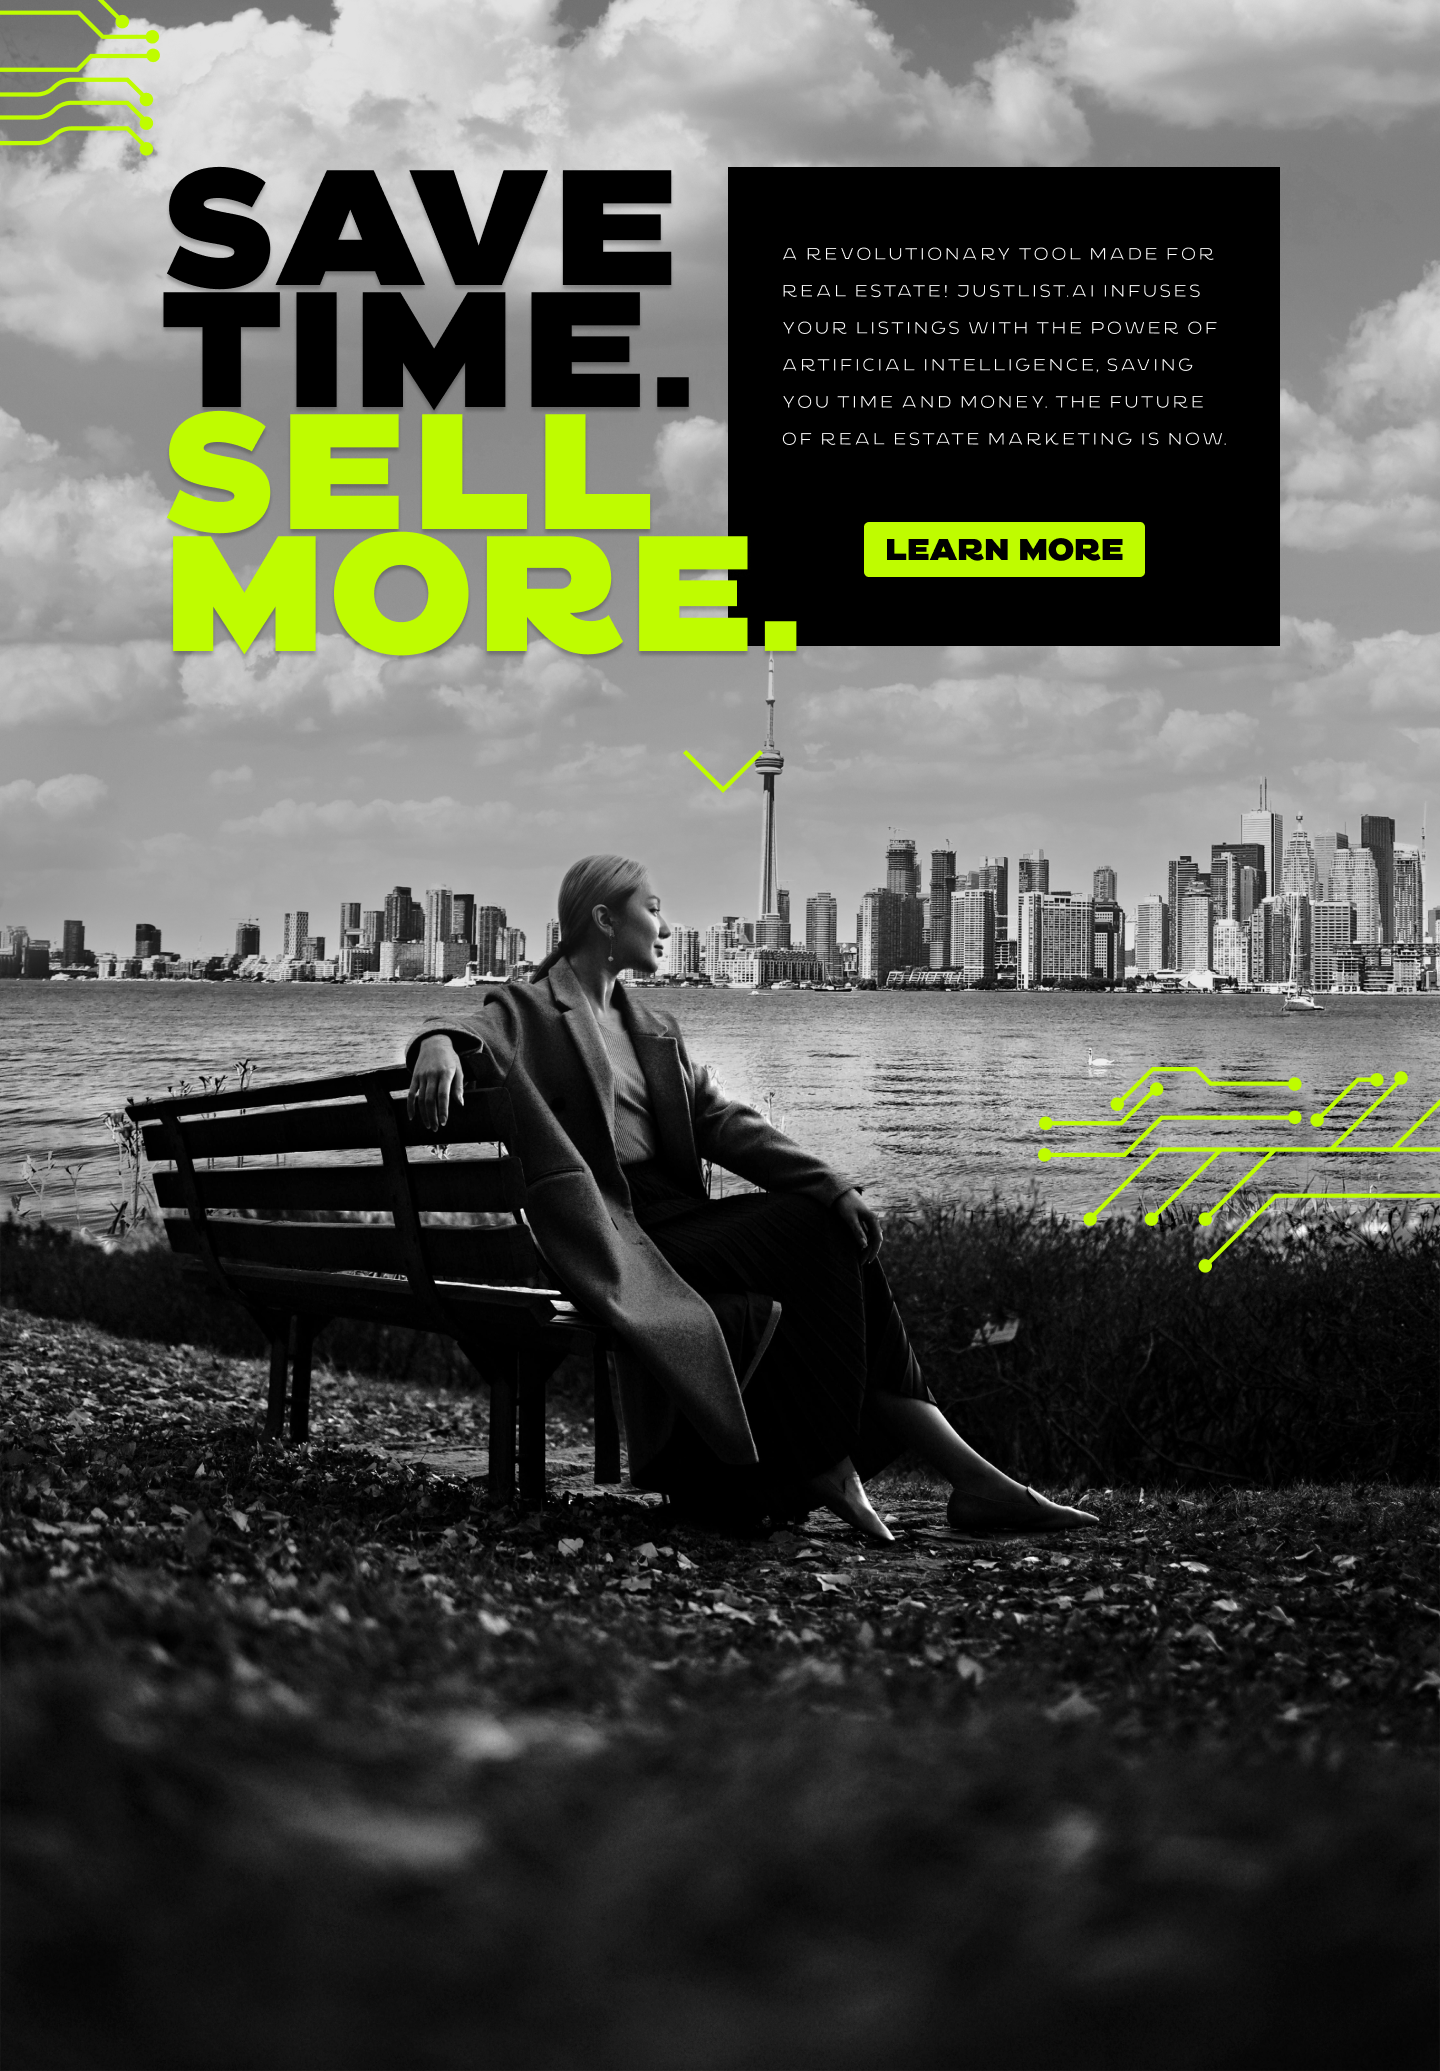 SAVE
TIME.
SELL
MORE.
A REVOLUTIONARY TOOL MADE FOR
REAL ESTATE! JUSTLIST.AI INFUSES
YOUR LISTINGS WITH THE POWER OF
ARTIFICIAL INTELLIGENCE, SAVING
YOU TIME AND MONEY. THE FUTURE
OF REAL ESTATE MARKETING IS NOW.
LEARN MORE